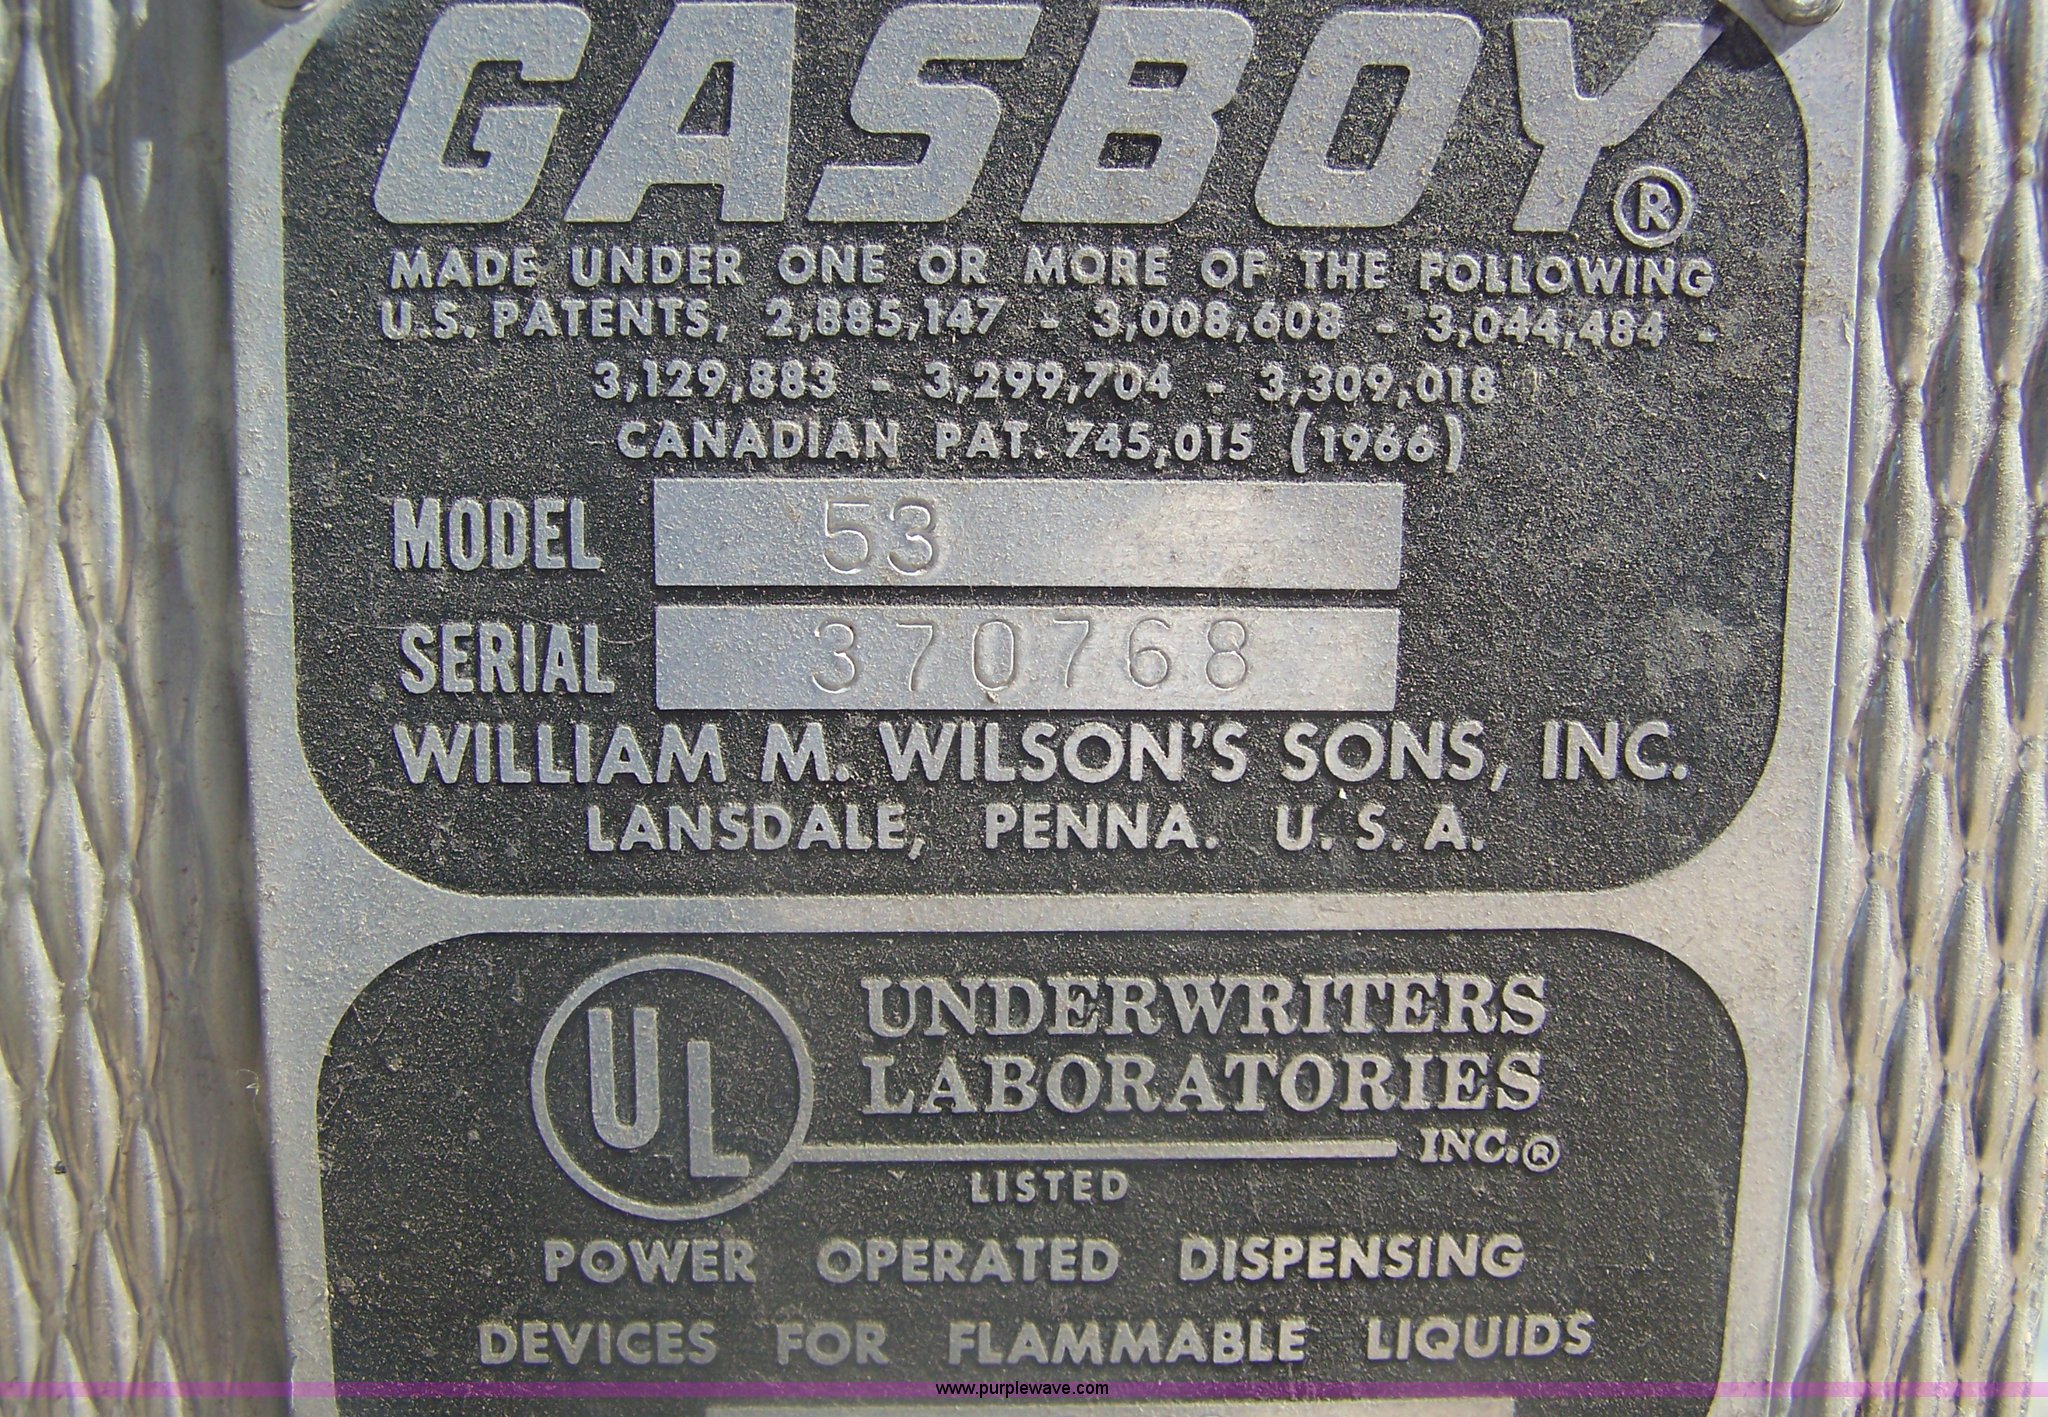 GASBOY®
MADE UNDER ONE OR MORE OF THE FOLLOWING
U.S. PATENTS, 2,885,147 - 3,008,608 - 3,044,484 -
3,129,883 - 3,299,704 - 3,309,018
CANADIAN PAT. 745,015 (1966)
MODEL 53
SERIAL 370768
WILLIAM M. WILSON'S SONS, INC.
LANSDALE, PENNA. U. S. A.
UL UNDERWRITERS
LABORATORIES
INC.®
LISTED
POWER OPERATED DISPENSING
DEVICES FOR FLAMMABLE LIQUIDS
www.purplewave.com